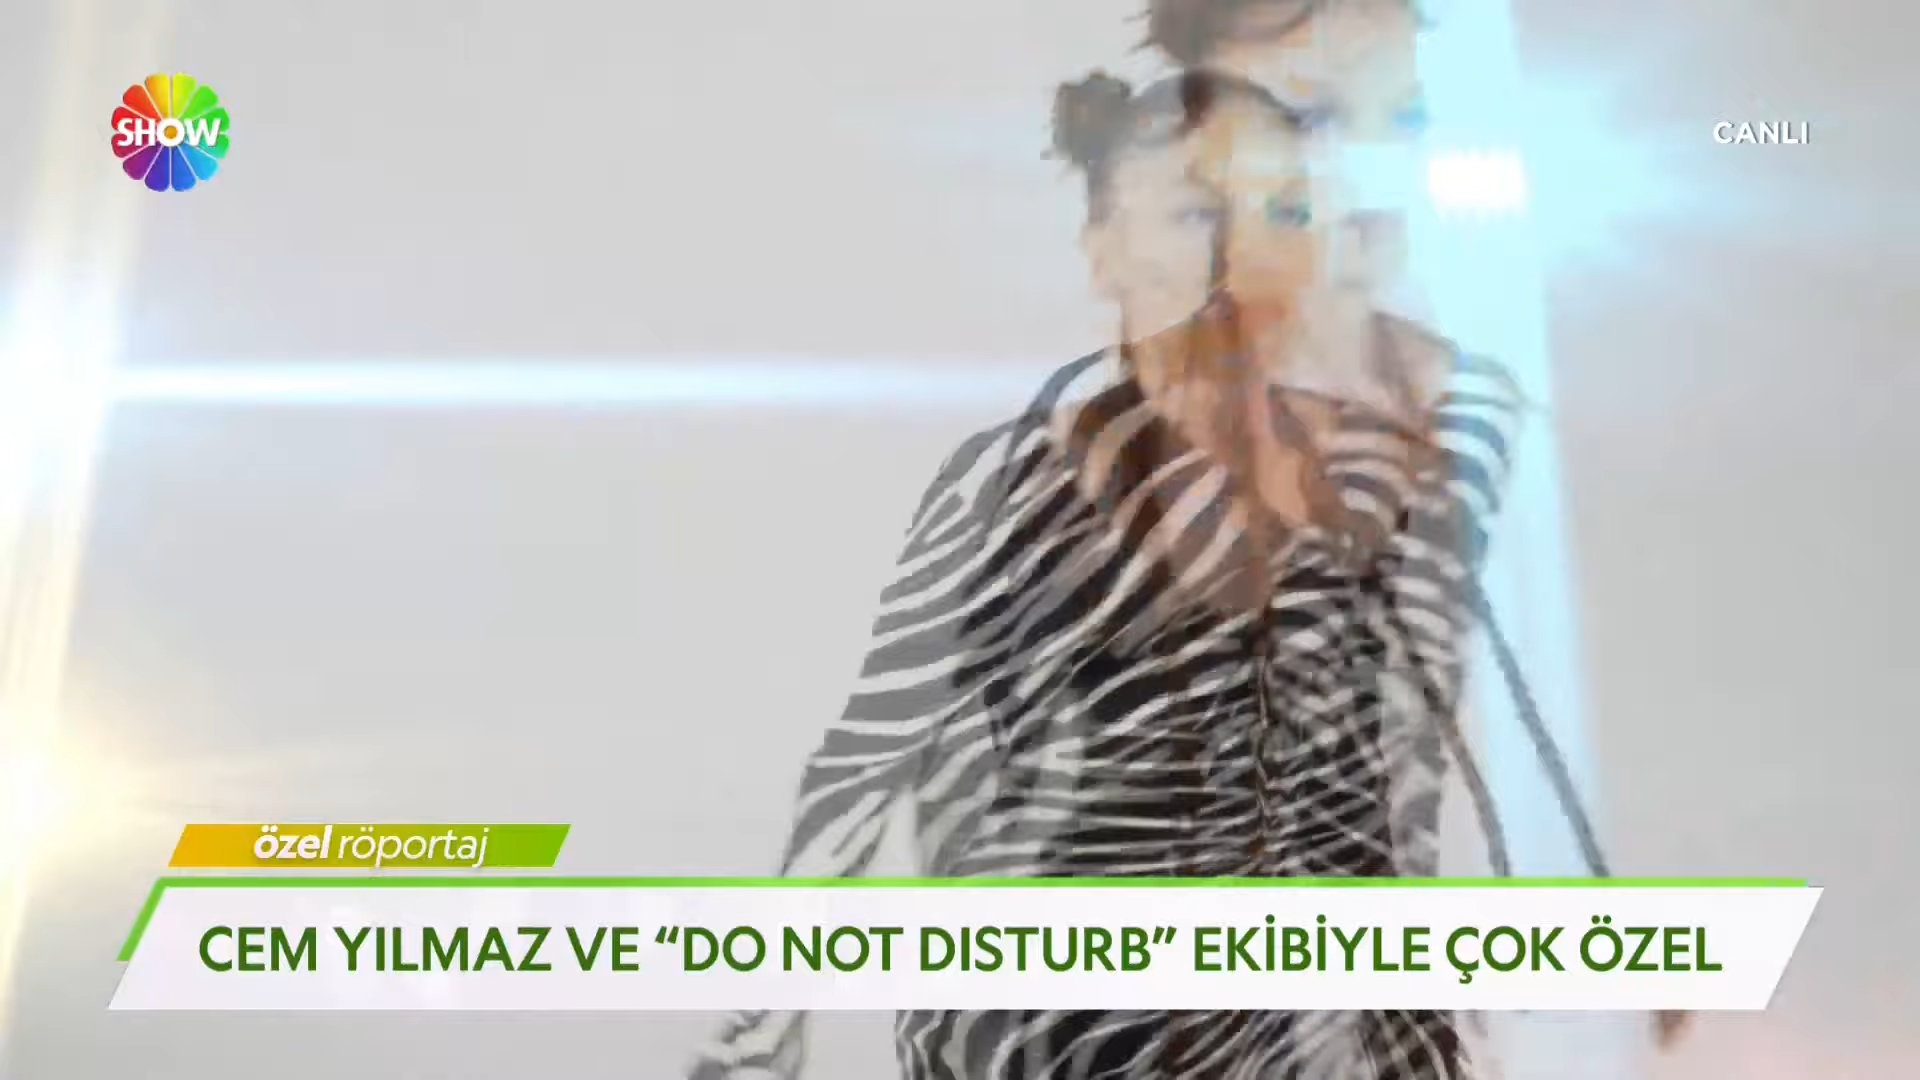 SHOW
CANLI
özel röportaj
CEM YILMAZ VE “DO NOT DISTURB” EKİBİYLE ÇOK ÖZEL